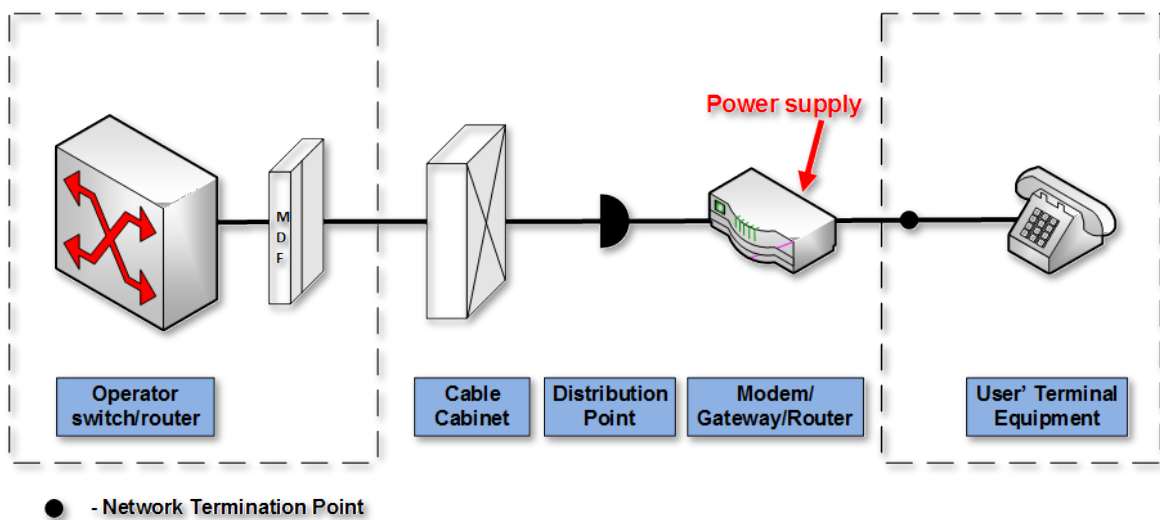 Power supply
M
D
F
Operator
switch/router
Cable
Cabinet
Distribution
Point
Modem/
Gateway/Router
User' Terminal
Equipment
- Network Termination Point